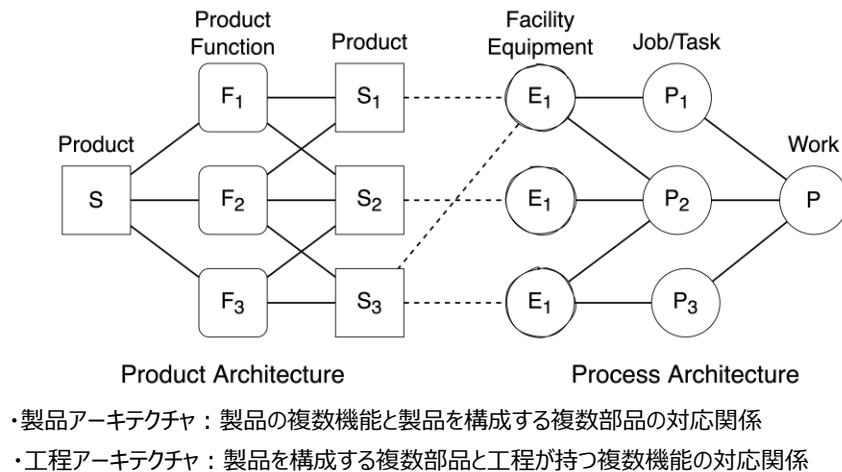 Product
Function
Product
Facility
Equipment
Job/Task
F1
S1
E1
P1
Product
Work
S
F2
S2
E1
P2
P
F3
S3
E1
P3
Product Architecture
Process Architecture
・製品アーキテクチャ：製品の複数機能と製品を構成する複数部品の対応関係
・工程アーキテクチャ：製品を構成する複数部品と工程が持つ複数機能の対応関係